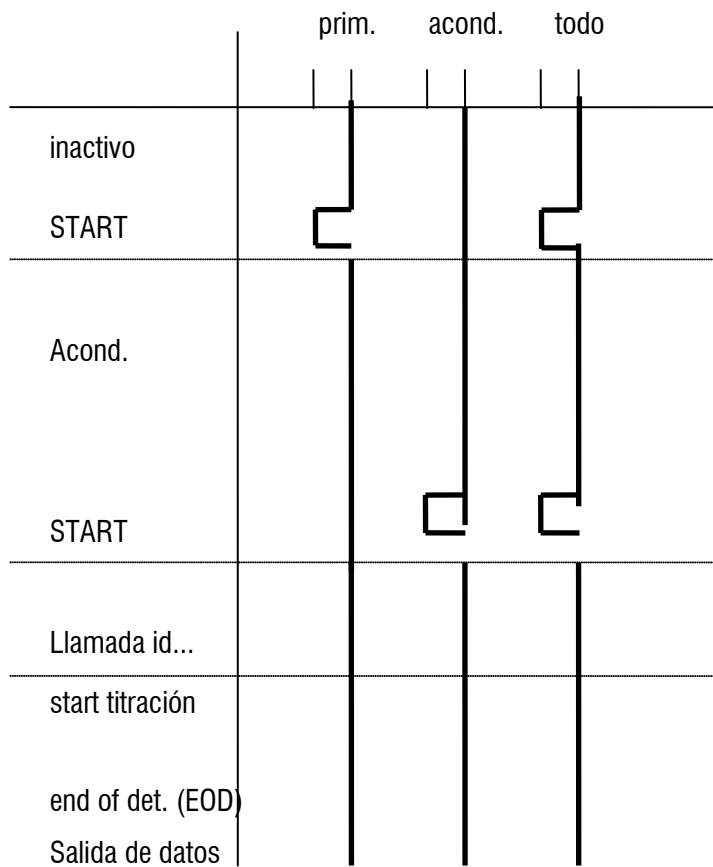 prim. acond. todo
inactivo
START
Acond.
START
Llamada id...
start titración
end of det. (EOD)
Salida de datos